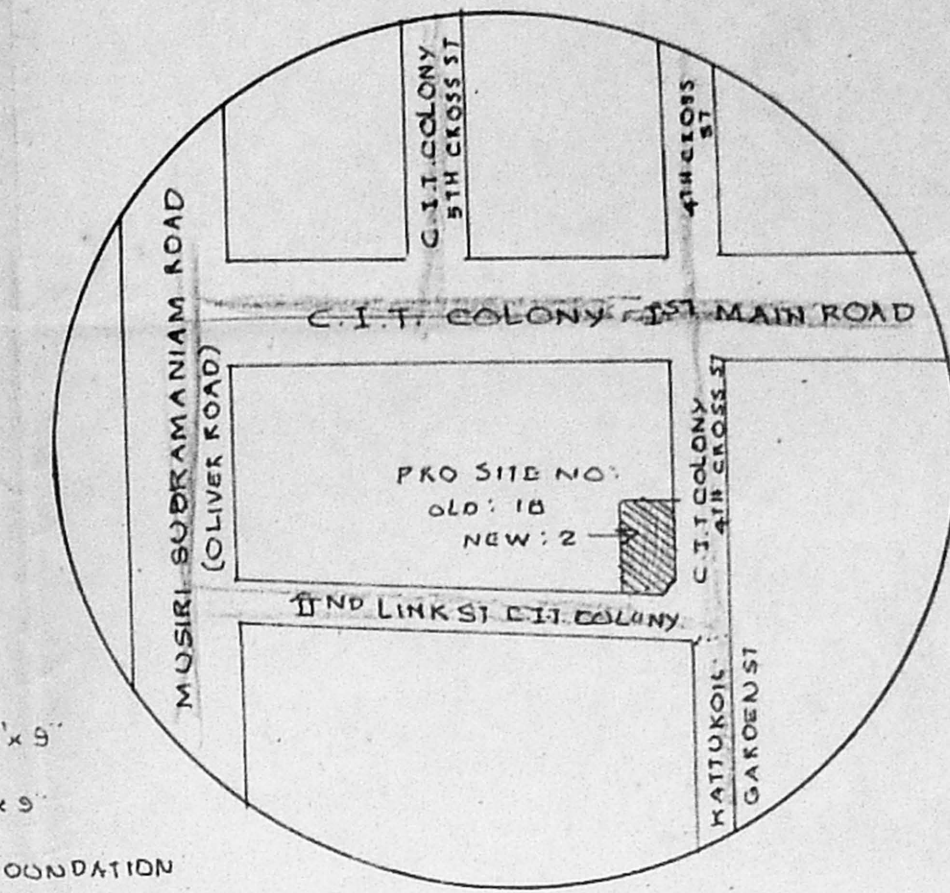 C.I.T. COLONY
5TH CROSS ST
4TH CROSS
ST
MUSIRI SUBRAMANIAM ROAD
(OLIVER ROAD)
C.I.T. COLONY 1ST MAIN ROAD
PRO SITE NO:
OLD: 18
NEW: 2
C.I.T COLONY
4TH CROSS ST
IIND LINK ST C.I.T. COLONY
KATTUKOIL
GARDEN ST
x 9"
x 9"
OUNDATION